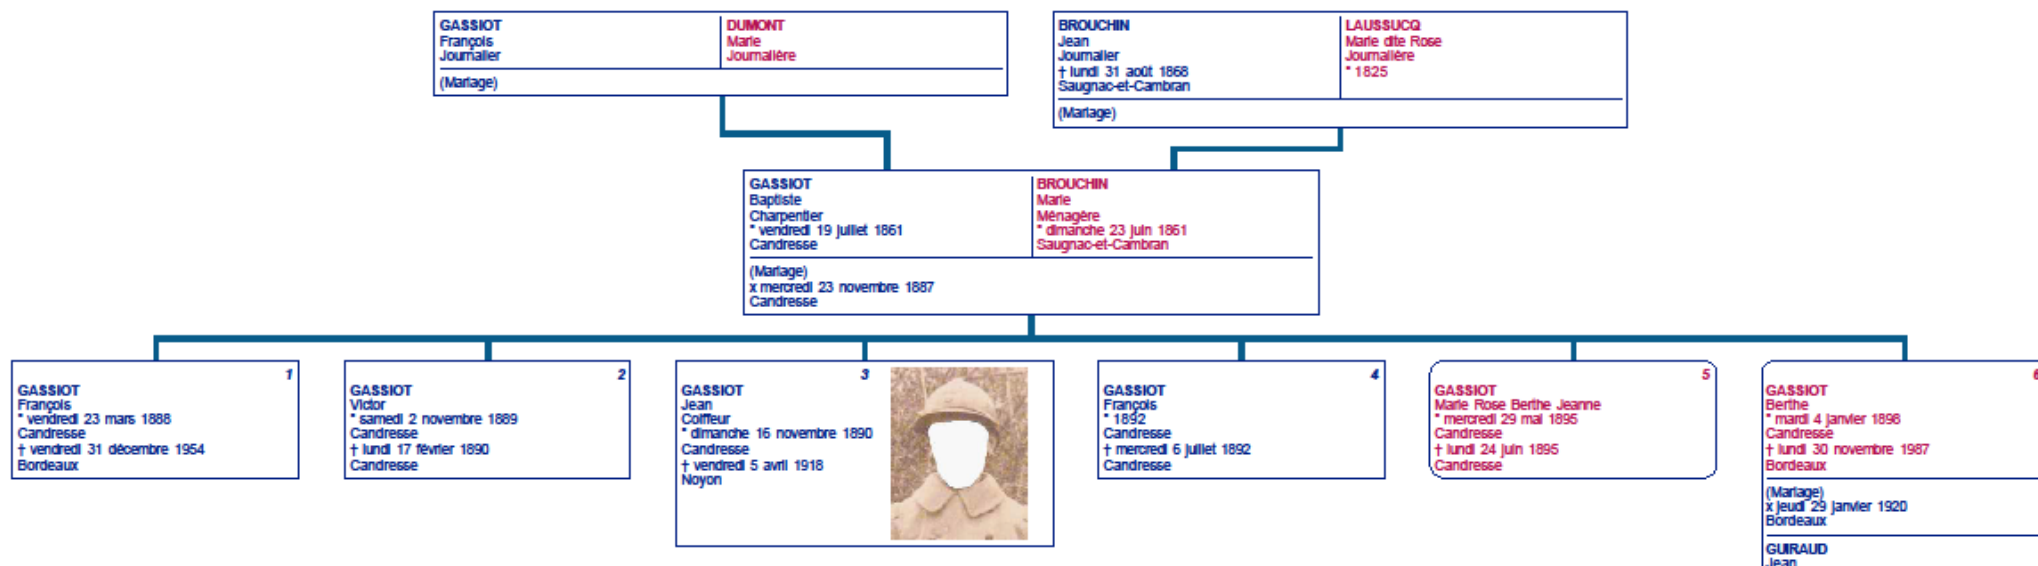 GASSIOT
François
Journalier
DUMONT
Marie
Journalière
(Mariage)
BROUCHIN
Jean
Journalier
† lundi 31 août 1868
Saugnac-et-Cambran
LAUSSUCQ
Marie dite Rose
Journalière
° 1825
(Mariage)
GASSIOT
Baptiste
Charpentier
° vendredi 19 juillet 1861
Candresse
BROUCHIN
Marie
Ménagère
° dimanche 23 juin 1861
Saugnac-et-Cambran
(Mariage)
x mercredi 23 novembre 1887
Candresse
1
GASSIOT
François
° vendredi 23 mars 1888
Candresse
† vendredi 31 décembre 1954
Bordeaux
2
GASSIOT
Victor
° samedi 2 novembre 1889
Candresse
† lundi 17 février 1890
Candresse
3
GASSIOT
Jean
Coiffeur
° dimanche 16 novembre 1890
Candresse
† vendredi 5 avril 1918
Noyon
4
GASSIOT
François
° 1892
Candresse
† mercredi 6 juillet 1892
Candresse
5
GASSIOT
Marie Rose Berthe Jeanne
° mercredi 29 mai 1895
Candresse
† lundi 24 juin 1895
Candresse
6
GASSIOT
Berthe
° mardi 4 janvier 1898
Candresse
† lundi 30 novembre 1987
Bordeaux
(Mariage)
x jeudi 29 janvier 1920
Bordeaux
GUIRAUD
Jean